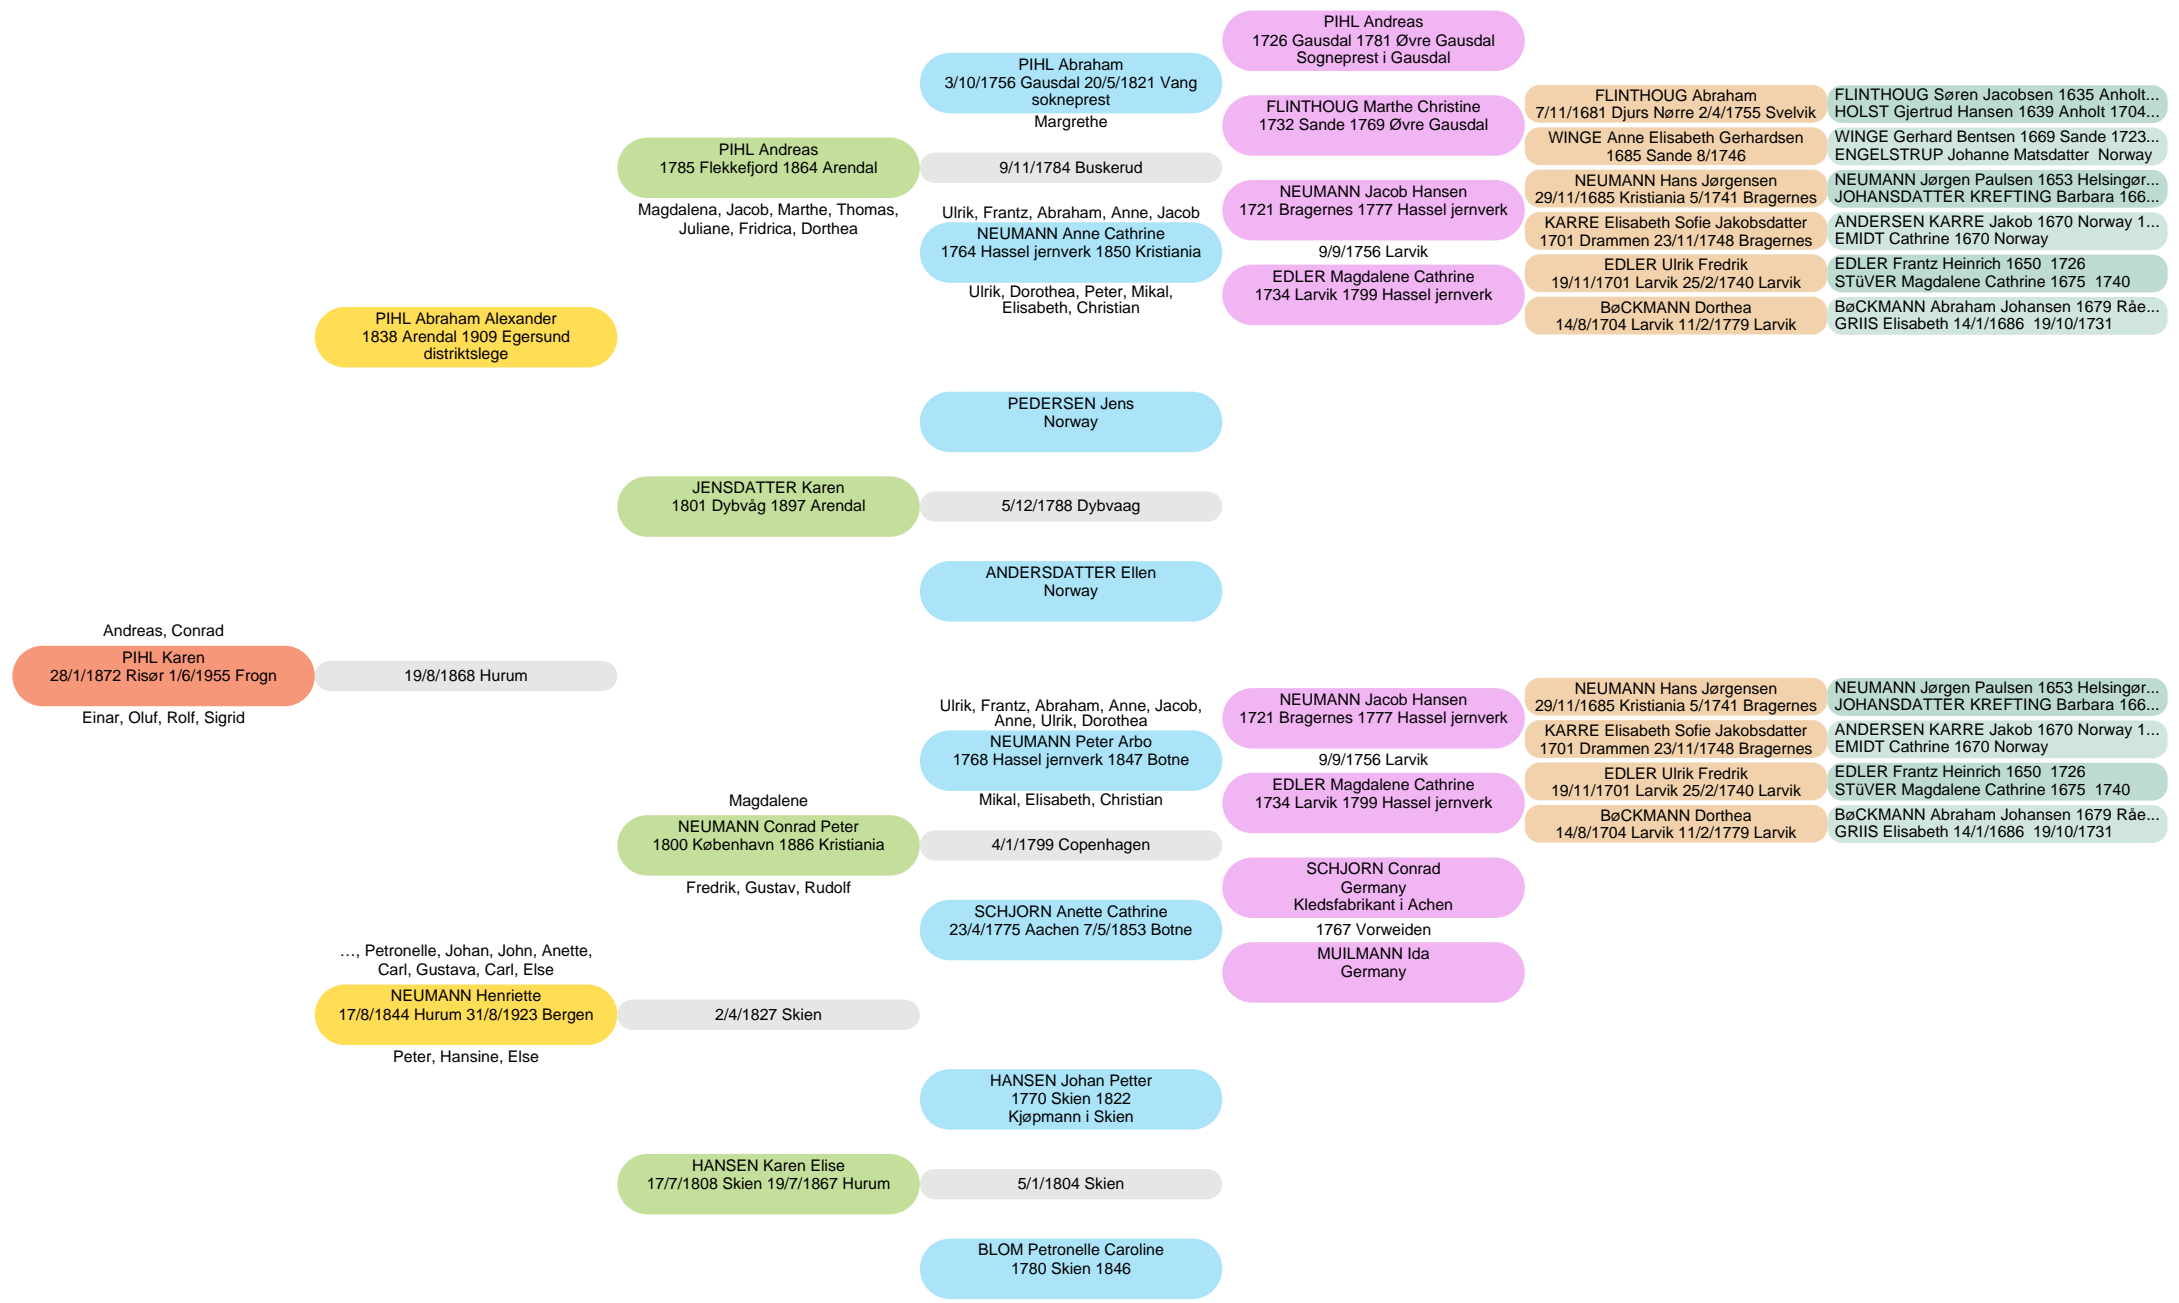 PIHL Andreas
1726 Gausdal 1781 Øvre Gausdal
Sogneprest i Gausdal
PIHL Abraham
3/10/1756 Gausdal 20/5/1821 Vang
sokneprest
Margrethe
FLINTHOUG Marthe Christine
1732 Sande 1769 Øvre Gausdal
FLINTHOUG Abraham
7/11/1681 Djurs Nørre 2/4/1755 Svelvik
FLINTHOUG Søren Jacobsen 1635 Anholt...
HOLST Gjertrud Hansen 1639 Anholt 1704...
WINGE Anne Elisabeth Gerhardsen
1685 Sande 8/1746
WINGE Gerhard Bentsen 1669 Sande 1723...
ENGELSTRUP Johanne Matsdatter  Norway
PIHL Andreas
1785 Flekkefjord 1864 Arendal
Magdalena, Jacob, Marthe, Thomas,
Juliane, Fridrica, Dorthea
9/11/1784 Buskerud
Ulrik, Frantz, Abraham, Anne, Jacob
NEUMANN Anne Cathrine
1764 Hassel jernverk 1850 Kristiania
Ulrik, Dorothea, Peter, Mikal,
Elisabeth, Christian
NEUMANN Jacob Hansen
1721 Bragernes 1777 Hassel jernverk
9/9/1756 Larvik
EDLER Magdalene Cathrine
1734 Larvik 1799 Hassel jernverk
NEUMANN Hans Jørgensen
29/11/1685 Kristiania 5/1741 Bragernes
NEUMANN Jørgen Paulsen 1653 Helsingør...
JOHANSDATTER KREFTING Barbara 166...
KARRE Elisabeth Sofie Jakobsdatter
1701 Drammen 23/11/1748 Bragernes
ANDERSEN KARRE Jakob 1670 Norway 1...
EMIDT Cathrine 1670 Norway
EDLER Ulrik Fredrik
19/11/1701 Larvik 25/2/1740 Larvik
EDLER Frantz Heinrich 1650  1726
STüVER Magdalene Cathrine 1675  1740
BøCKMANN Dorthea
14/8/1704 Larvik 11/2/1779 Larvik
BøCKMANN Abraham Johansen 1679 Råe...
GRIIS Elisabeth 14/1/1686  19/10/1731
PIHL Abraham Alexander
1838 Arendal 1909 Egersund
distriktslege
PEDERSEN Jens
Norway
JENSDATTER Karen
1801 Dybvåg 1897 Arendal
5/12/1788 Dybvaag
ANDERSDATTER Ellen
Norway
Andreas, Conrad
PIHL Karen
28/1/1872 Risør 1/6/1955 Frogn
Einar, Oluf, Rolf, Sigrid
19/8/1868 Hurum
Ulrik, Frantz, Abraham, Anne, Jacob,
Anne, Ulrik, Dorothea
NEUMANN Peter Arbo
1768 Hassel jernverk 1847 Botne
Mikal, Elisabeth, Christian
NEUMANN Jacob Hansen
1721 Bragernes 1777 Hassel jernverk
9/9/1756 Larvik
EDLER Magdalene Cathrine
1734 Larvik 1799 Hassel jernverk
NEUMANN Hans Jørgensen
29/11/1685 Kristiania 5/1741 Bragernes
NEUMANN Jørgen Paulsen 1653 Helsingør...
JOHANSDATTER KREFTING Barbara 166...
KARRE Elisabeth Sofie Jakobsdatter
1701 Drammen 23/11/1748 Bragernes
ANDERSEN KARRE Jakob 1670 Norway 1...
EMIDT Cathrine 1670 Norway
EDLER Ulrik Fredrik
19/11/1701 Larvik 25/2/1740 Larvik
EDLER Frantz Heinrich 1650  1726
STüVER Magdalene Cathrine 1675  1740
BøCKMANN Dorthea
14/8/1704 Larvik 11/2/1779 Larvik
BøCKMANN Abraham Johansen 1679 Råe...
GRIIS Elisabeth 14/1/1686  19/10/1731
Magdalene
NEUMANN Conrad Peter
1800 København 1886 Kristiania
Fredrik, Gustav, Rudolf
4/1/1799 Copenhagen
SCHJORN Anette Cathrine
23/4/1775 Aachen 7/5/1853 Botne
SCHJORN Conrad
Germany
Kledsfabrikant i Achen
1767 Vorweiden
MUILMANN Ida
Germany
…, Petronelle, Johan, John, Anette,
Carl, Gustava, Carl, Else
NEUMANN Henriette
17/8/1844 Hurum 31/8/1923 Bergen
Peter, Hansine, Else
2/4/1827 Skien
HANSEN Johan Petter
1770 Skien 1822
Kjøpmann i Skien
HANSEN Karen Elise
17/7/1808 Skien 19/7/1867 Hurum
5/1/1804 Skien
BLOM Petronelle Caroline
1780 Skien 1846